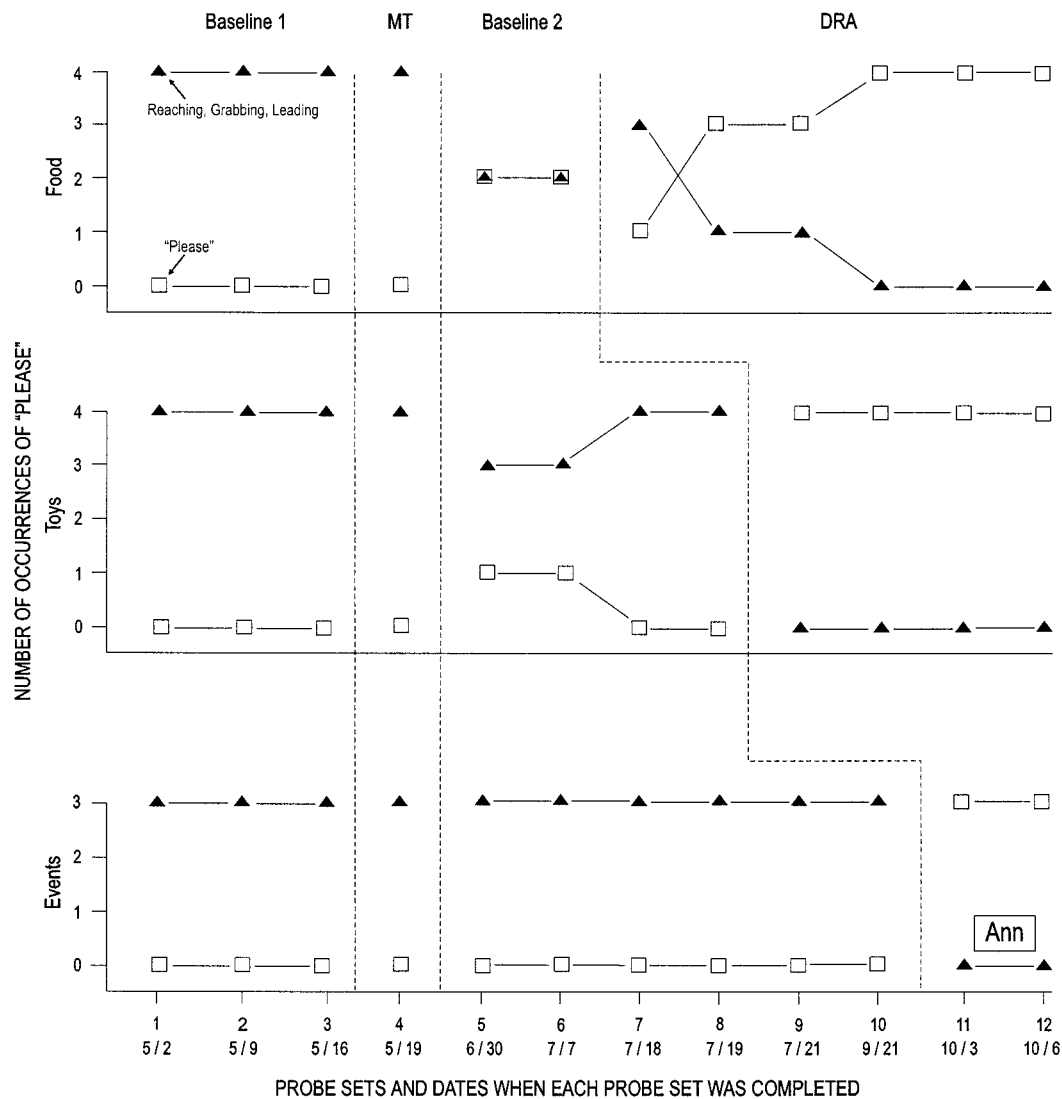 Baseline 1 MT Baseline 2 DRA
4
Reaching, Grabbing, Leading
3
Food
2
1
"Please"
0
NUMBER OF OCCURRENCES OF "PLEASE"
4
3
Toys
2
1
0
3
2
Events
1
Ann
0
1 2 3 4 5 6 7 8 9 10 11 12
5 / 2 5 / 9 5 / 16 5 / 19 6 / 30 7 / 7 7 / 18 7 / 19 7 / 21 9 / 21 10 / 3 10 / 6
PROBE SETS AND DATES WHEN EACH PROBE SET WAS COMPLETED